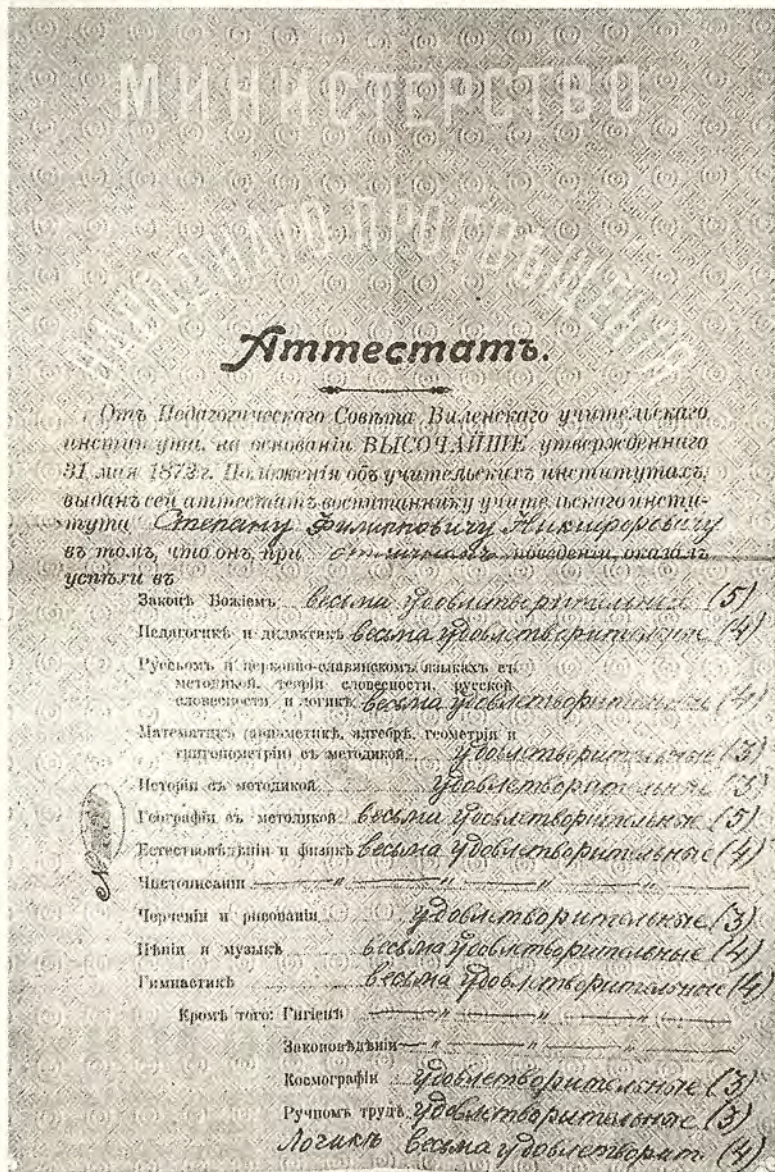 МИНИСТЕРСТВО
НАРОДНАГО ПРОСВѢЩЕНІЯ
Аттестатъ.
Отъ Педагогическаго Совѣта Виленскаго учительскаго
института, на основаніи ВЫСОЧАЙШЕ утвержденнаго
31 мая 1872 г. Положенія объ учительскихъ институтахъ,
выданъ сей аттестатъ воспитаннику учительскаго инсти-
тута Степану Филипповичу Никифоровичу
въ томъ, что онъ, при отличномъ поведеніи, оказалъ
успѣхи въ
Законѣ Божіемъ весьма удовлетворительные (5)
Педагогикѣ и дидактикѣ весьма удовлетворительные (4)
Русскомъ и церковно-славянскомъ языкахъ съ
методикой, теоріи словесности, русской
словесности и логикѣ весьма удовлетворительные (4)
Математикѣ (ариѳметикѣ, алгебрѣ, геометріи и
тригонометріи) съ методикой удовлетворительные (3)
Исторіи съ методикой удовлетворительные (3)
Географіи съ методикой весьма удовлетворительные (5)
Естествовѣдѣніи и физикѣ весьма удовлетворительные (4)
Чистописаніи — „ — „ — „ — „ —
Черченіи и рисованіи удовлетворительные (3)
Пѣніи и музыкѣ весьма удовлетворительные (4)
Гимнастикѣ весьма удовлетворительные (4)
Кромѣ того: Гигіенѣ — „ — „ — „ —
Законовѣдѣніи — „ — „ — „ —
Космографіи удовлетворительные (3)
Ручномъ трудѣ удовлетворительные (3)
Логикѣ весьма удовлетворит. (4)
№